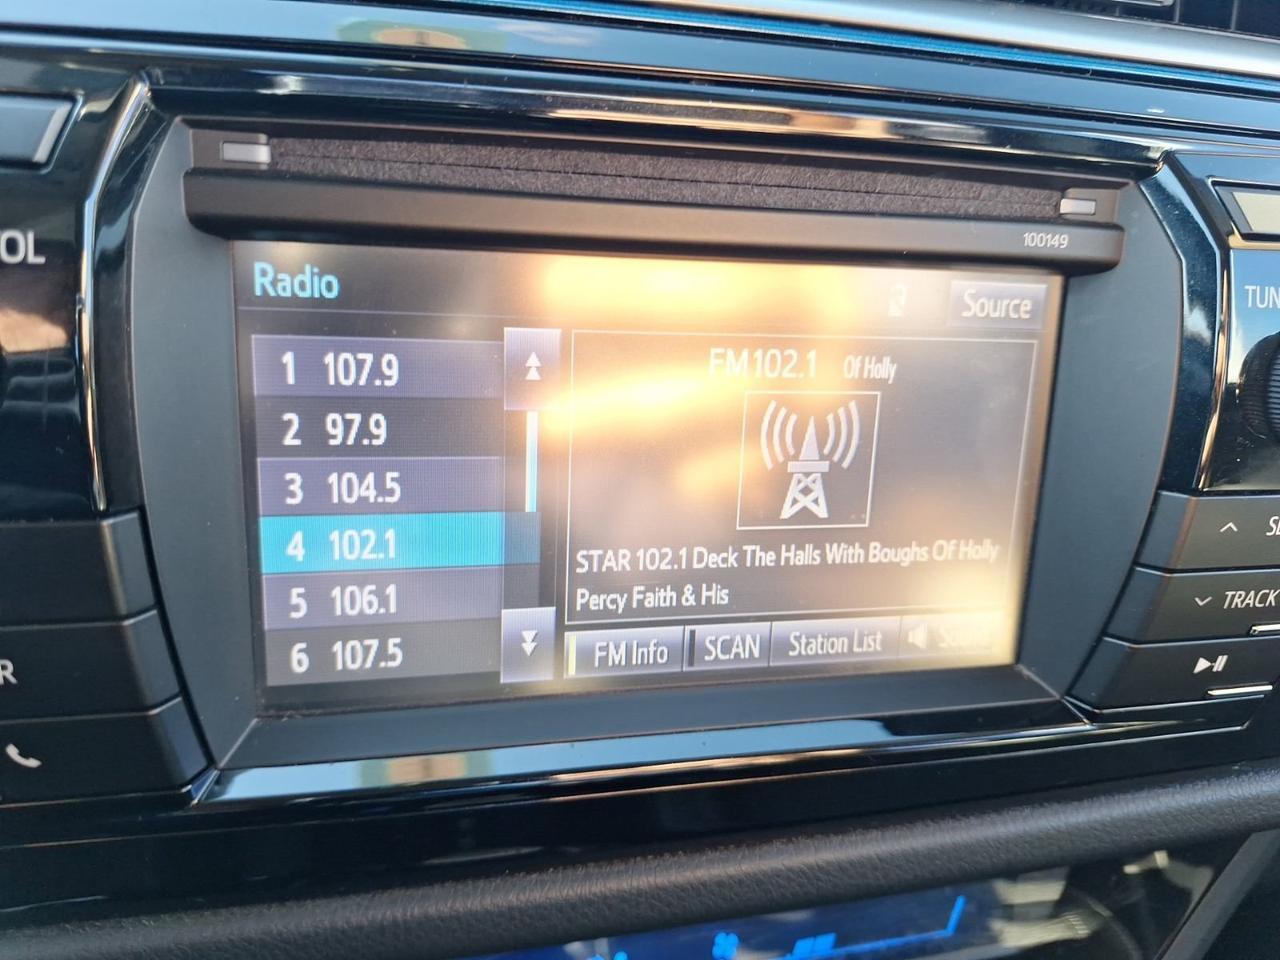 100149
OL
Radio
Source
TUN
1 107.9
2 97.9
3 104.5
4 102.1
5 106.1
6 107.5
FM 102.1 Of Holly
STAR 102.1 Deck The Halls With Boughs Of Holly
Percy Faith & His
FM Info
SCAN
Station List
SE
TRACK
R